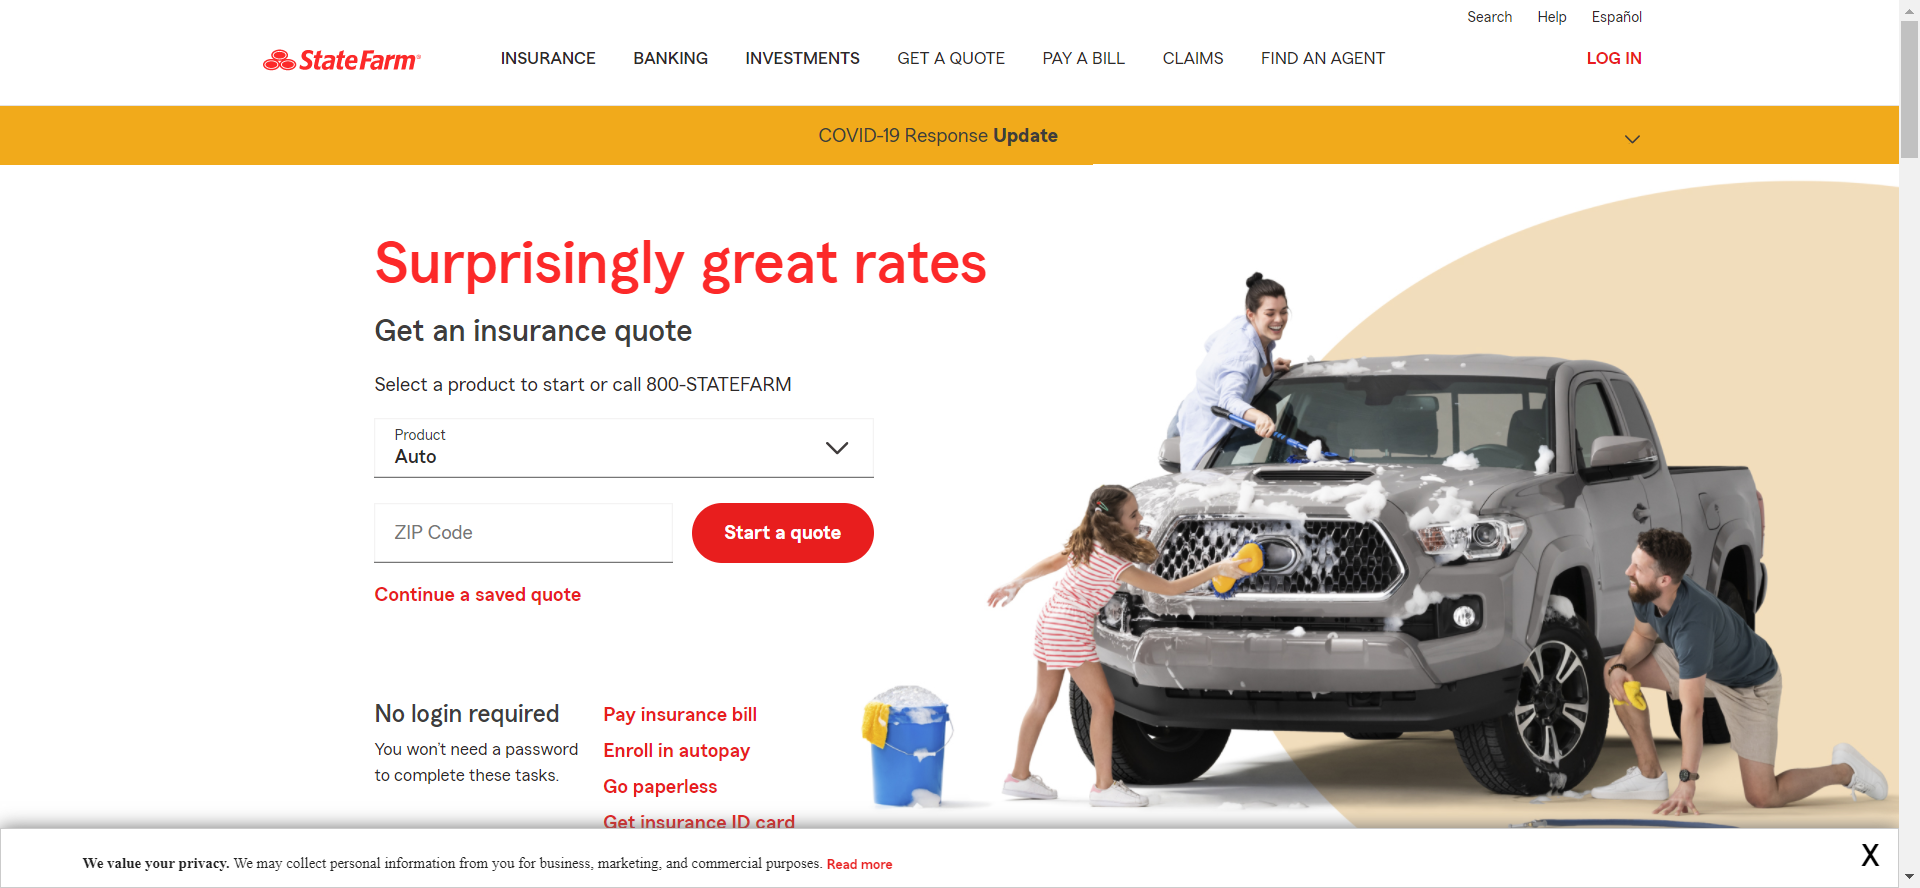 Search Help Español
State Farm®
INSURANCE BANKING INVESTMENTS GET A QUOTE PAY A BILL CLAIMS FIND AN AGENT LOG IN
COVID-19 Response Update
Surprisingly great rates
Get an insurance quote
Select a product to start or call 800-STATEFARM
Product
Auto
ZIP Code
Start a quote
Continue a saved quote
No login required
You won't need a password
to complete these tasks.
Pay insurance bill
Enroll in autopay
Go paperless
Get insurance ID card
We value your privacy. We may collect personal information from you for business, marketing, and commercial purposes. Read more
X